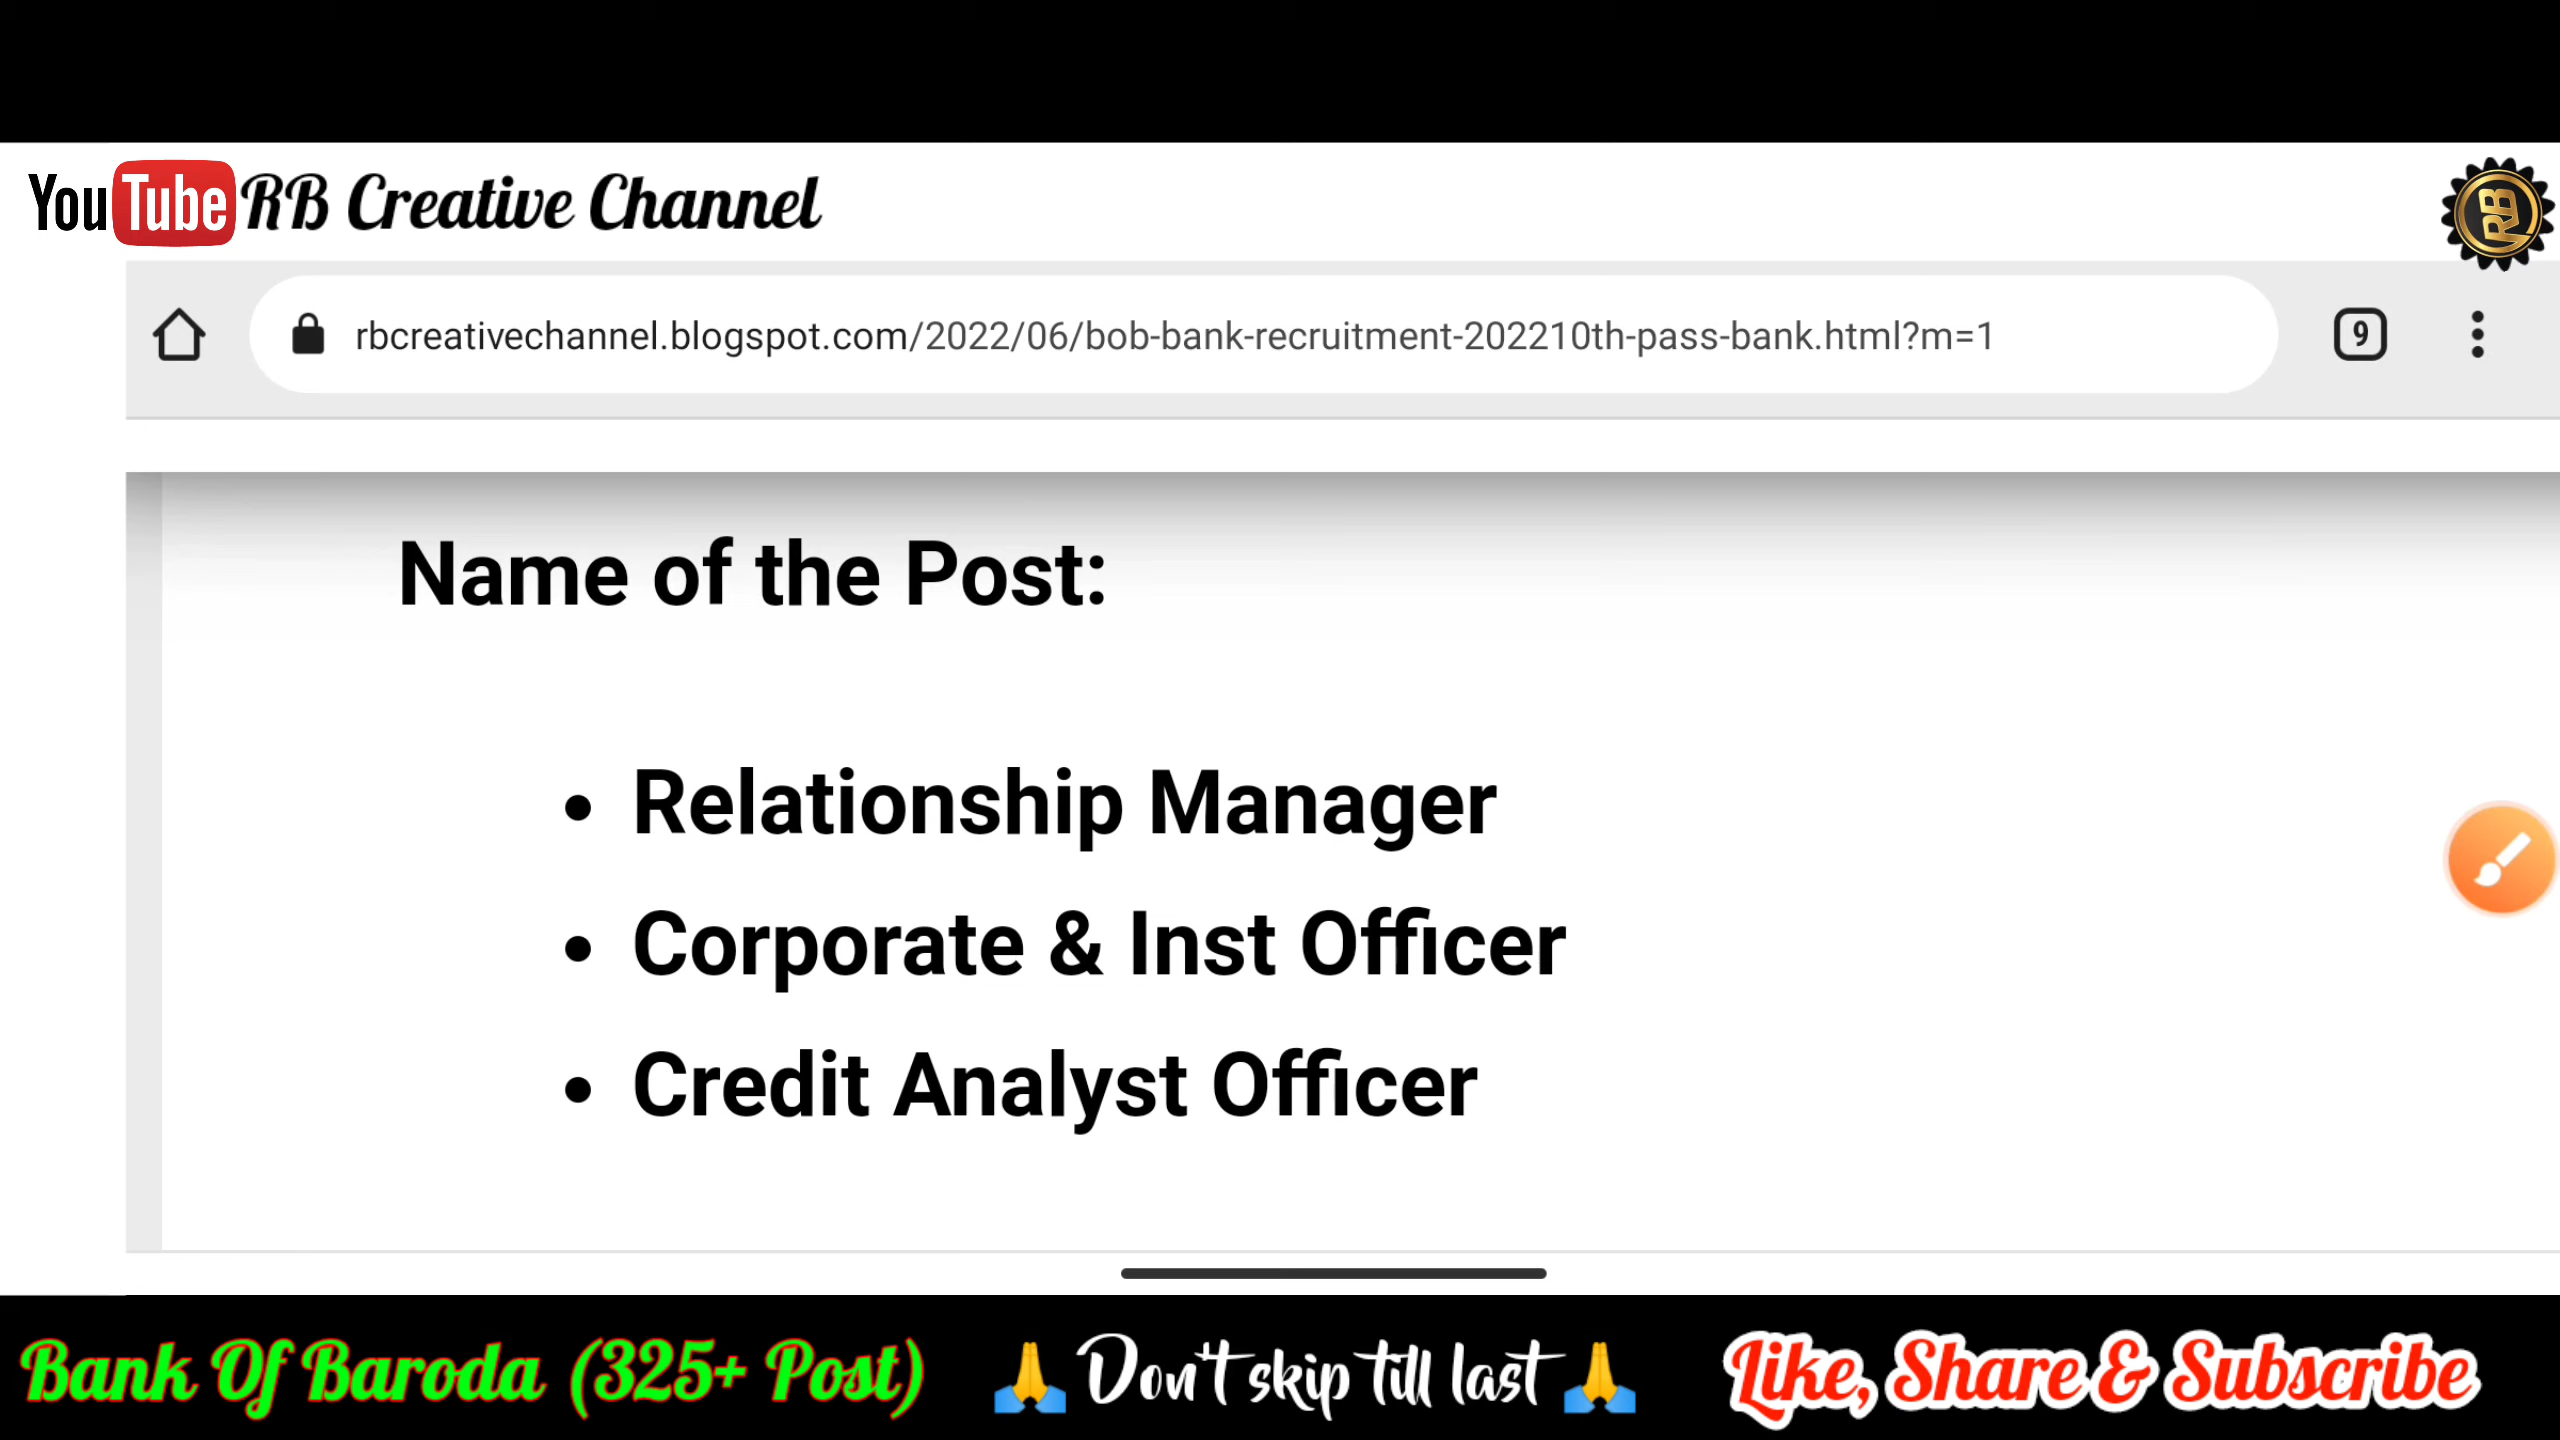 YouTube RB Creative Channel
RB
rbcreativechannel.blogspot.com/2022/06/bob-bank-recruitment-202210th-pass-bank.html?m=1
9
Name of the Post:
• Relationship Manager
• Corporate & Inst Officer
• Credit Analyst Officer
Bank Of Baroda (325+ Post) 🙏 Don't skip till last 🙏 Like, Share & Subscribe